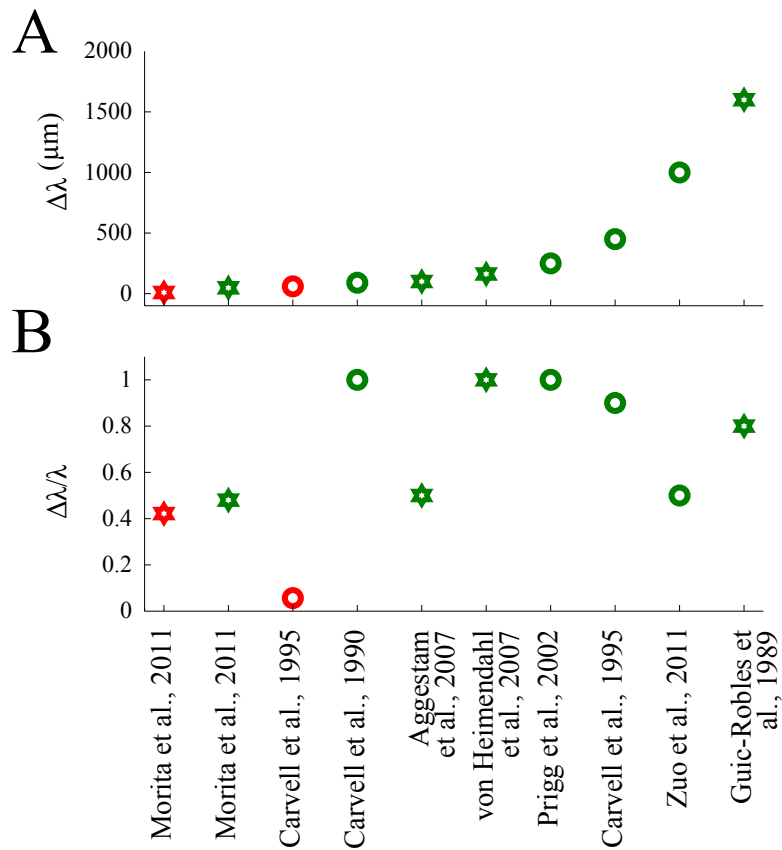 A
2000
1500
1000
500
0
Δλ (μm)
B
1
0.8
0.6
0.4
0.2
0
Δλ/λ
Morita et al., 2011
Morita et al., 2011
Carvell et al., 1995
Carvell et al., 1990
Aggestam
et al., 2007
von Heimendahl
et al., 2007
Prigg et al., 2002
Carvell et al., 1995
Zuo et al., 2011
Guic-Robles et
al., 1989